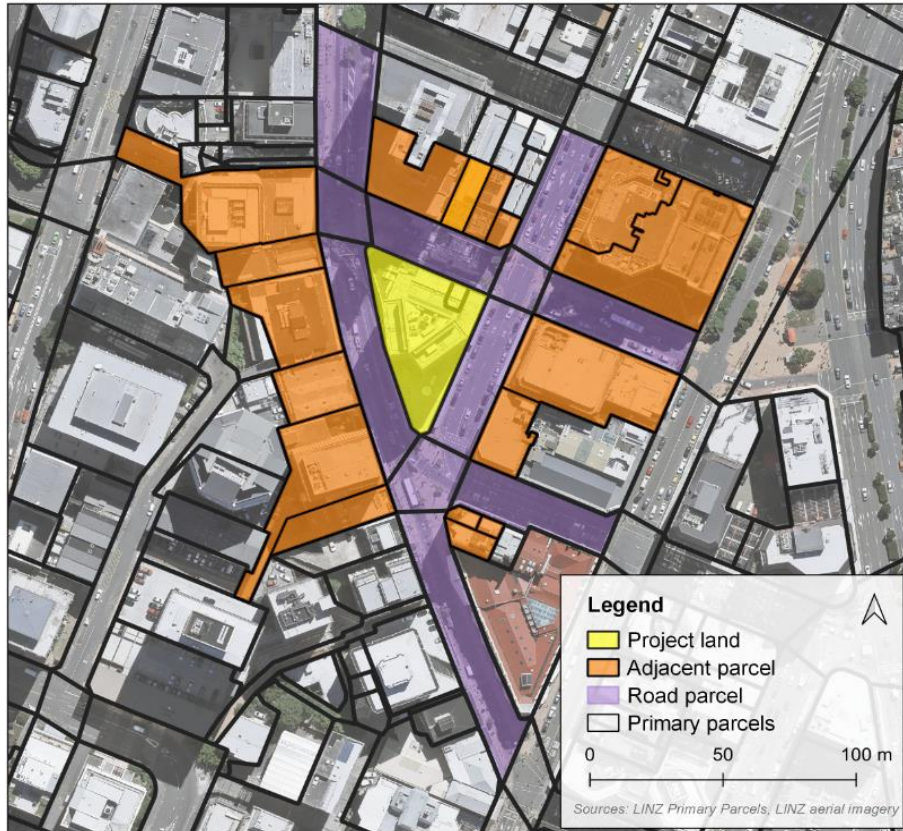 Legend
Project land
Adjacent parcel
Road parcel
Primary parcels
0 50 100 m
Sources: LINZ Primary Parcels, LINZ aerial imagery